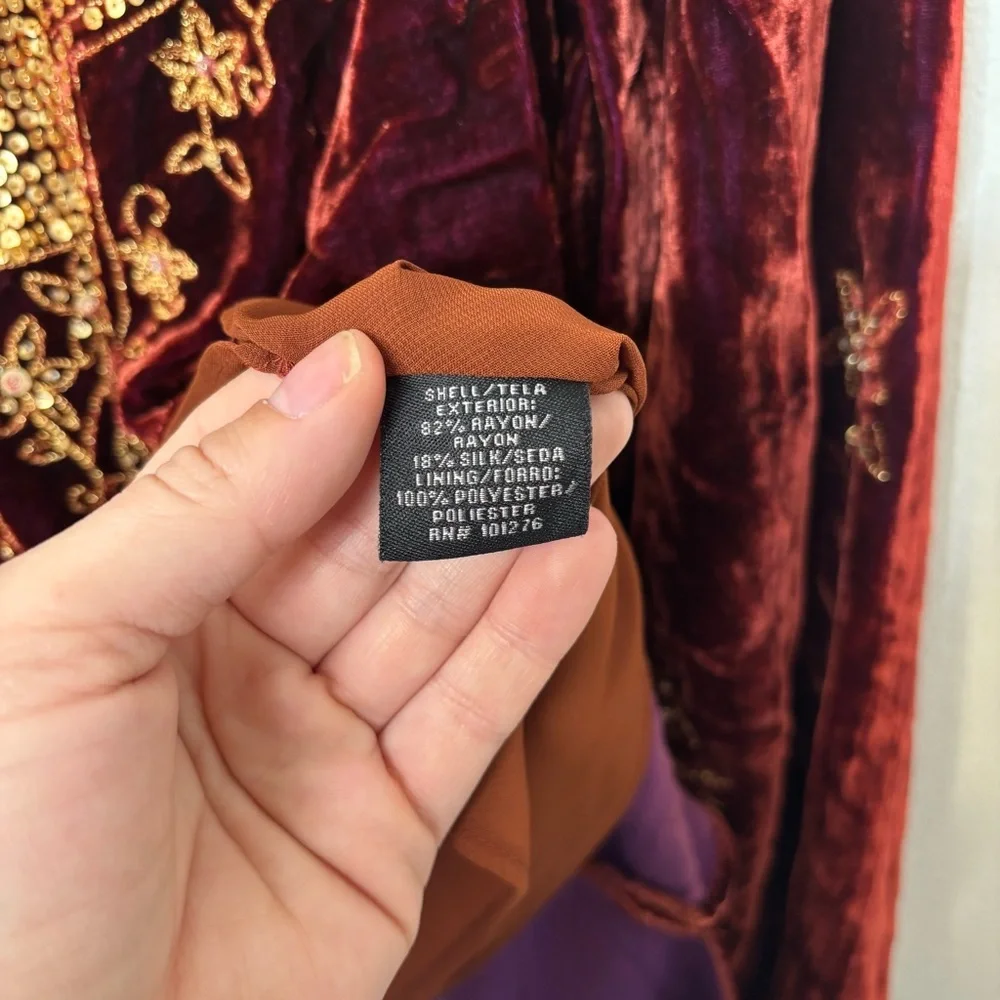 SHELL/TELA
EXTERIOR:
82% RAYON/
RAYON
18% SILK/SEDA
LINING/FORRO:
100% POLYESTER/
POLIESTER
RN# 101276